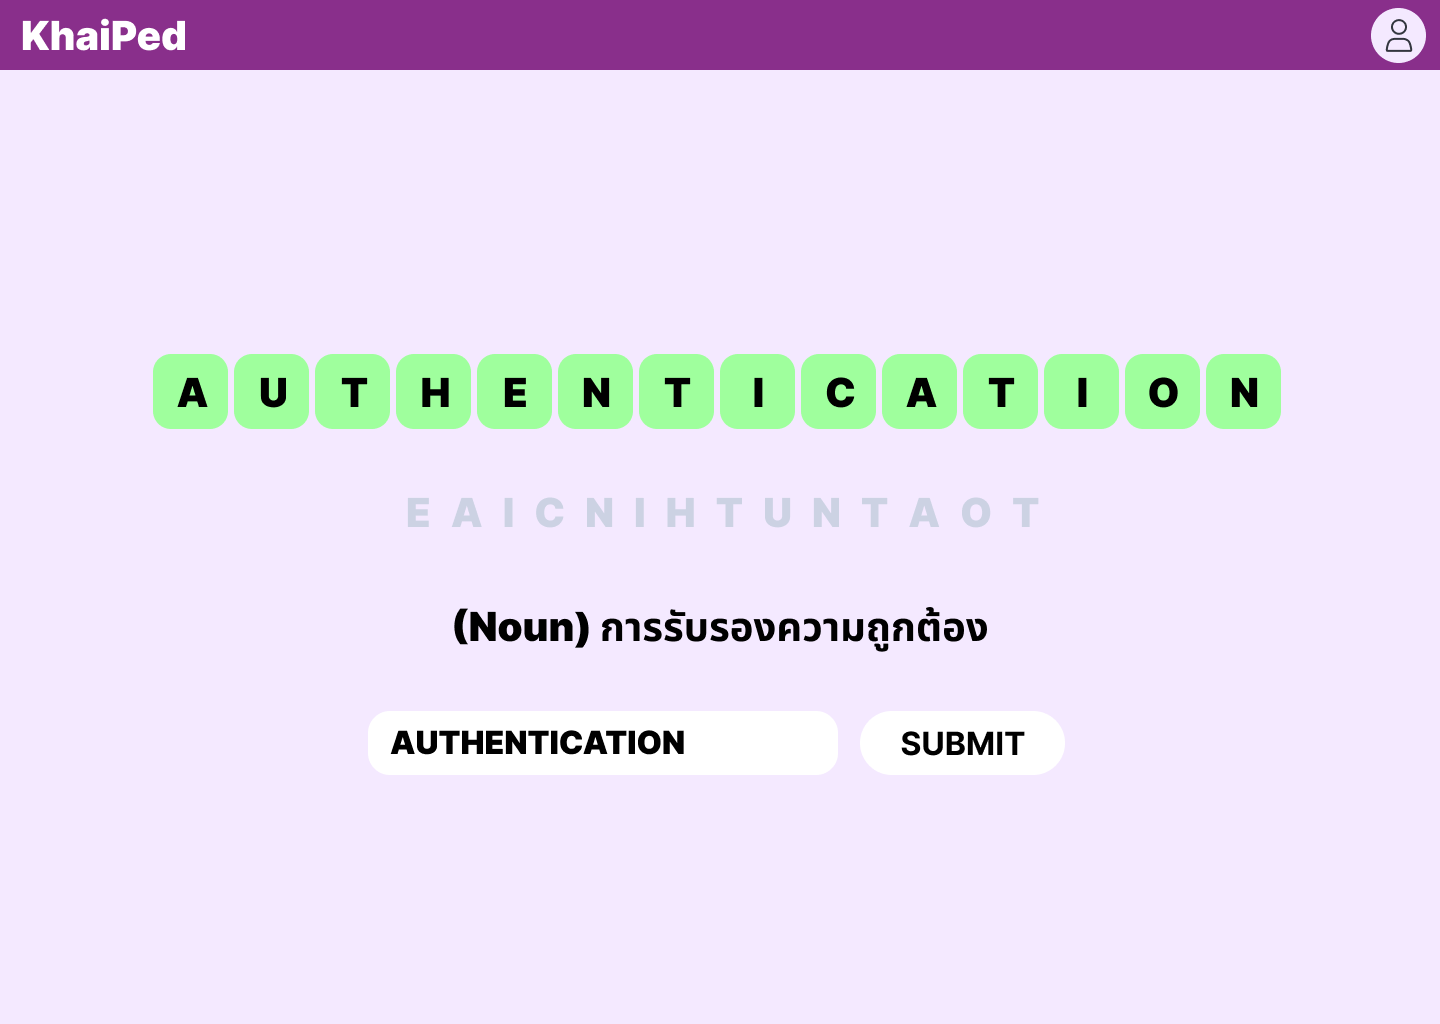 KhaiPed
A U T H E N T I C A T I O N
E A I C N I H T U N T A O T
(Noun) การรับรองความถูกต้อง
AUTHENTICATION SUBMIT